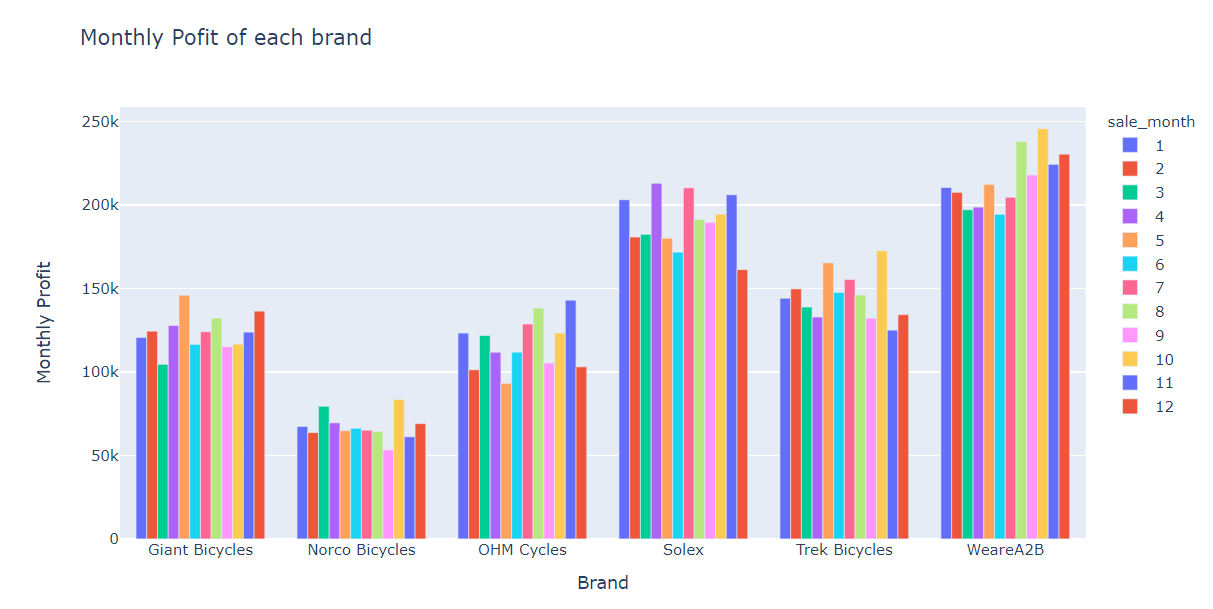 Monthly Pofit of each brand
250k
200k
150k
100k
50k
0
Monthly Profit
Giant Bicycles
Norco Bicycles
OHM Cycles
Solex
Trek Bicycles
WeareA2B
Brand
sale_month
1
2
3
4
5
6
7
8
9
10
11
12